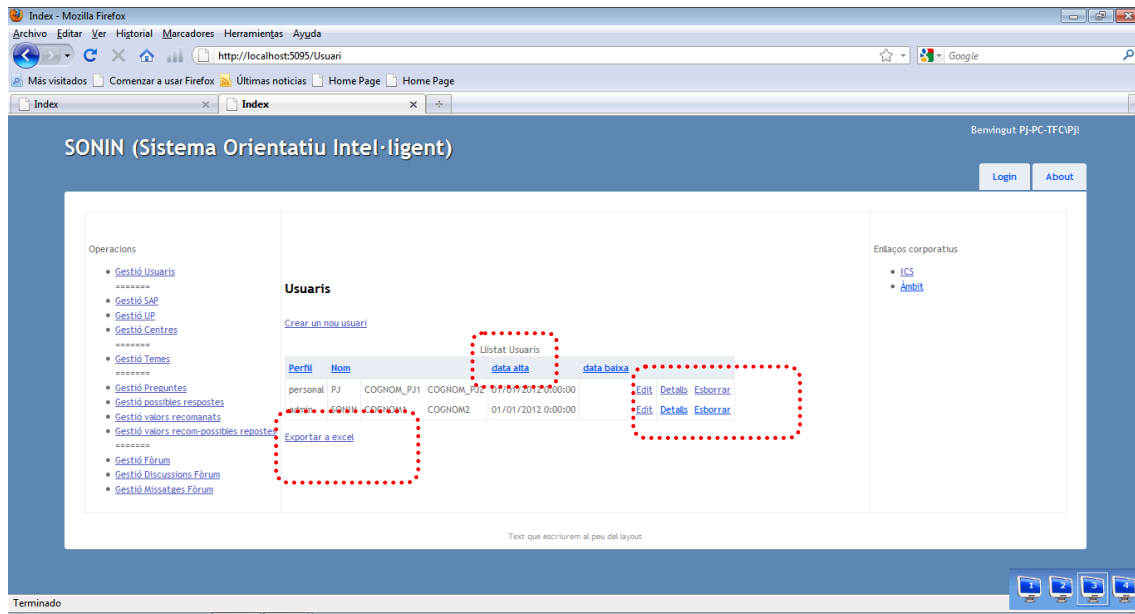 Index - Mozilla Firefox
Archivo Editar Ver Historial Marcadores Herramientas Ayuda
http://localhost:5095/Usuari
Google
Más visitados Comenzar a usar Firefox Últimas noticias Home Page Home Page
Index Index
Benvingut Pj-PC-TFC\Pj!
SONIN (Sistema Orientatiu Intel·ligent)
Login About
Operacions
Gestió Usuaris
=======
Gestió SAP
Gestió UP
Gestió Centres
=======
Gestió Temes
=======
Gestió Preguntes
Gestió possibles respostes
Gestió valors recomanats
Gestió valors recom-possibles repostes
=======
Gestió Fòrum
Gestió Discussions Fòrum
Gestió Missatges Fòrum
Usuaris
Crear un nou usuari
Llistat Usuaris
Perfil Nom data alta data baixa
personal PJ COGNOM_PJ1 COGNOM_PJ2 01/01/2012 0:00:00 Edit Detalls Esborrar
admin SONIN COGNOM1 COGNOM2 01/01/2012 0:00:00 Edit Detalls Esborrar
Exportar a excel
Enllaços corporatius
ICS
Àmbit
Text que escriurem al peu del layout
1 2 3 4
Terminado